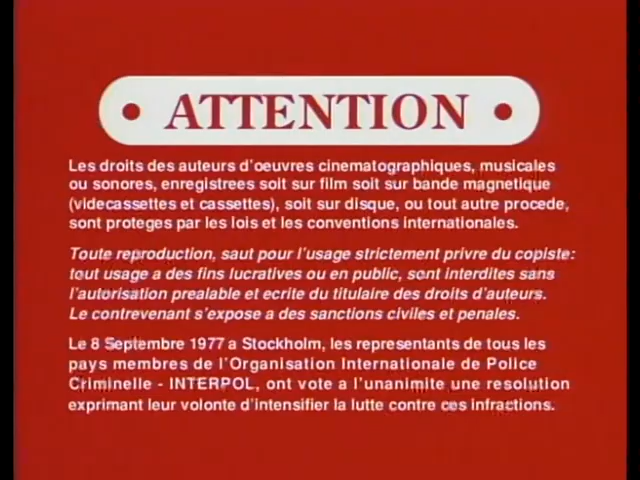 • ATTENTION •
Les droits des auteurs d'oeuvres cinematographiques, musicales
ou sonores, enregistrees soit sur film soit sur bande magnetique
(videcassettes et cassettes), soit sur disque, ou tout autre procede,
sont proteges par les lois et les conventions internationales.
Toute reproduction, saut pour l'usage strictement privre du copiste:
tout usage a des fins lucratives ou en public, sont interdites sans
l'autorisation prealable et ecrite du titulaire des droits d'auteurs.
Le contrevenant s'expose a des sanctions civiles et penales.
Le 8 Septembre 1977 a Stockholm, les representants de tous les
pays membres de l'Organisation Internationale de Police
Criminelle - INTERPOL, ont vote a l'unanimite une resolution
exprimant leur volonte d'intensifier la lutte contre ces infractions.